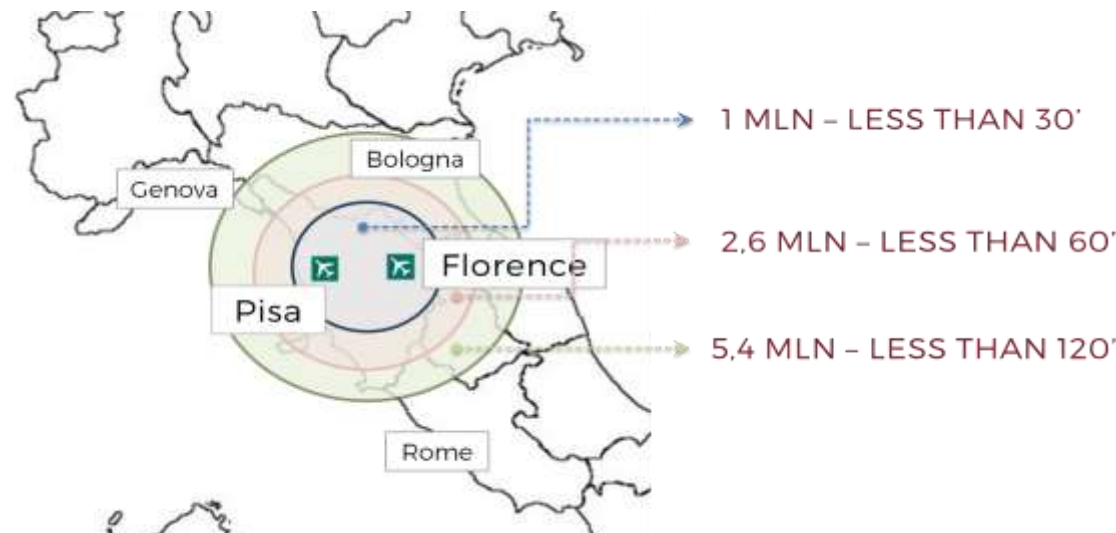 Bologna
Genova
Florence
Pisa
Rome
1 MLN – LESS THAN 30'
2,6 MLN – LESS THAN 60'
5,4 MLN – LESS THAN 120'